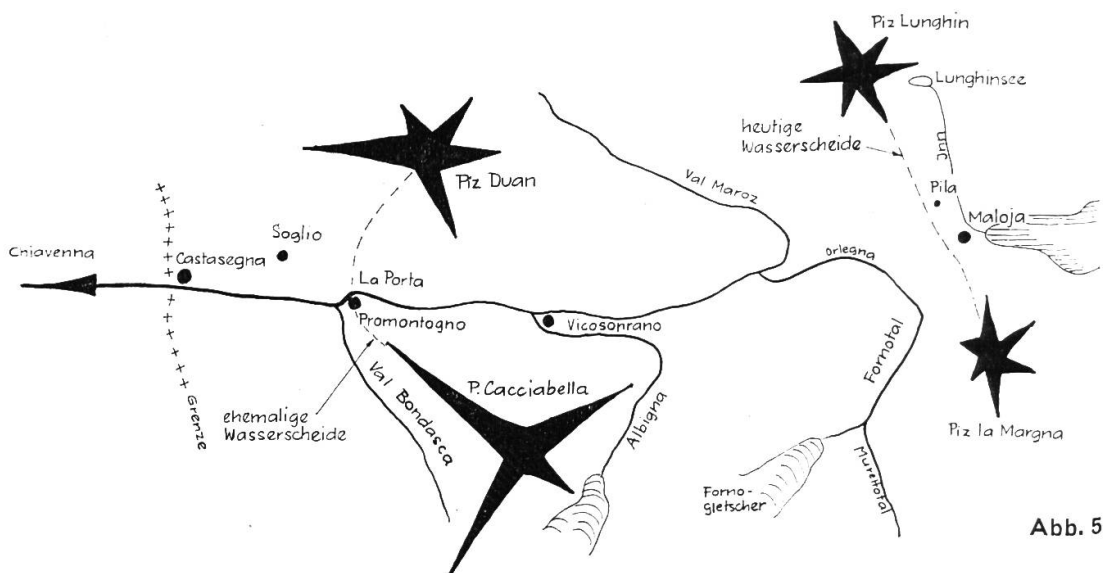 Piz Lunghin
Lunghinsee
heutige
Wasserscheide
Inn
Piz Duan
Val Maroz
Pila
Maloja
Soglio
Chiavenna
Castasegna
Orlegna
La Porta
Promontogno
Vicosoprano
P. Cacciabella
Fornotal
Val Bondasca
Albigna
Grenze
ehemalige
Wasserscheide
Piz la Margna
Murettotal
Forno-
gletscher
Abb. 5